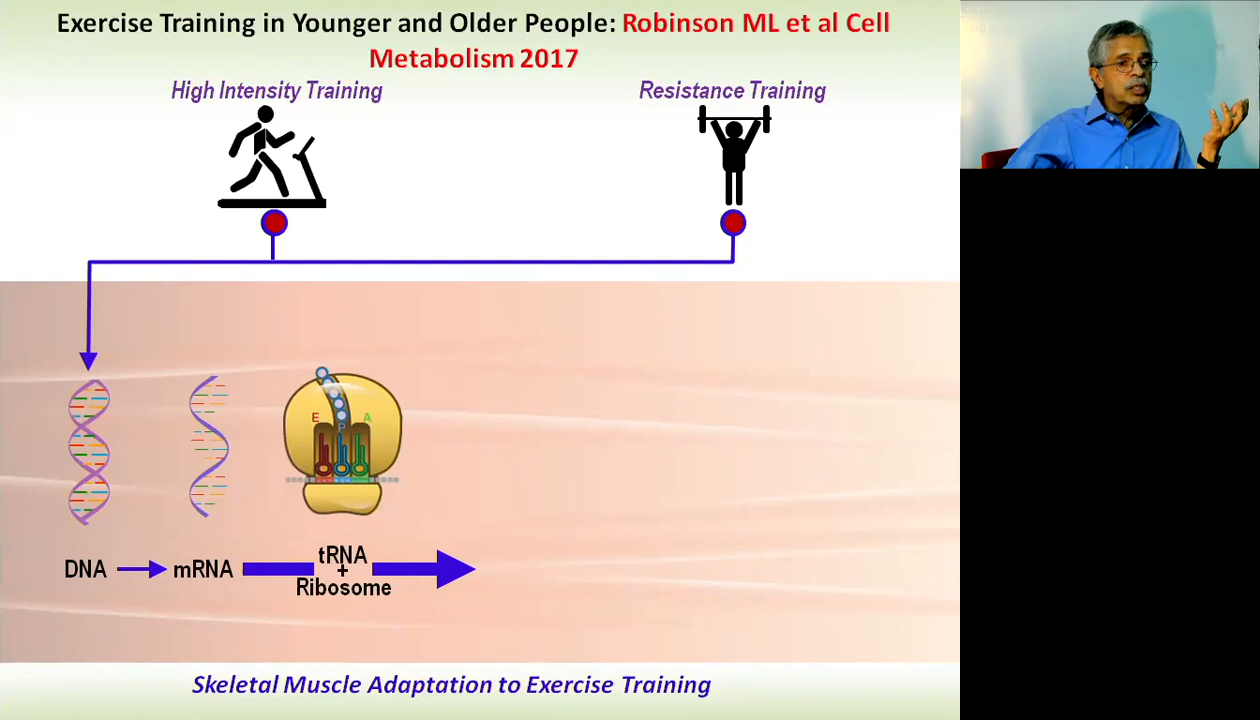 Exercise Training in Younger and Older People: Robinson ML et al Cell
Metabolism 2017
High Intensity Training
Resistance Training
E
P
A
DNA
mRNA
tRNA
+
Ribosome
Skeletal Muscle Adaptation to Exercise Training